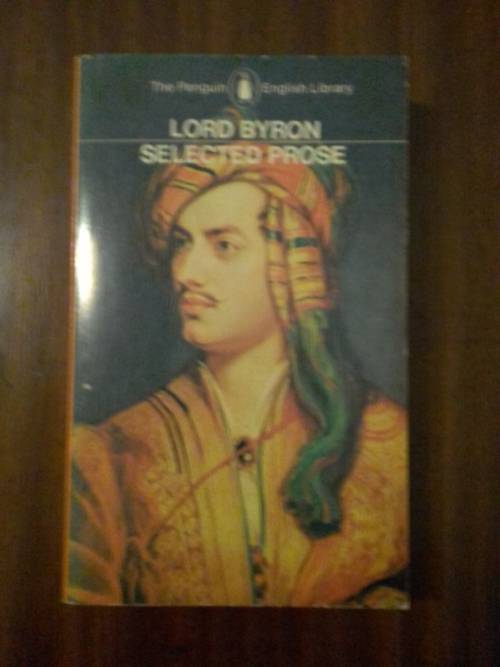 The Penguin English Library
LORD BYRON
SELECTED PROSE